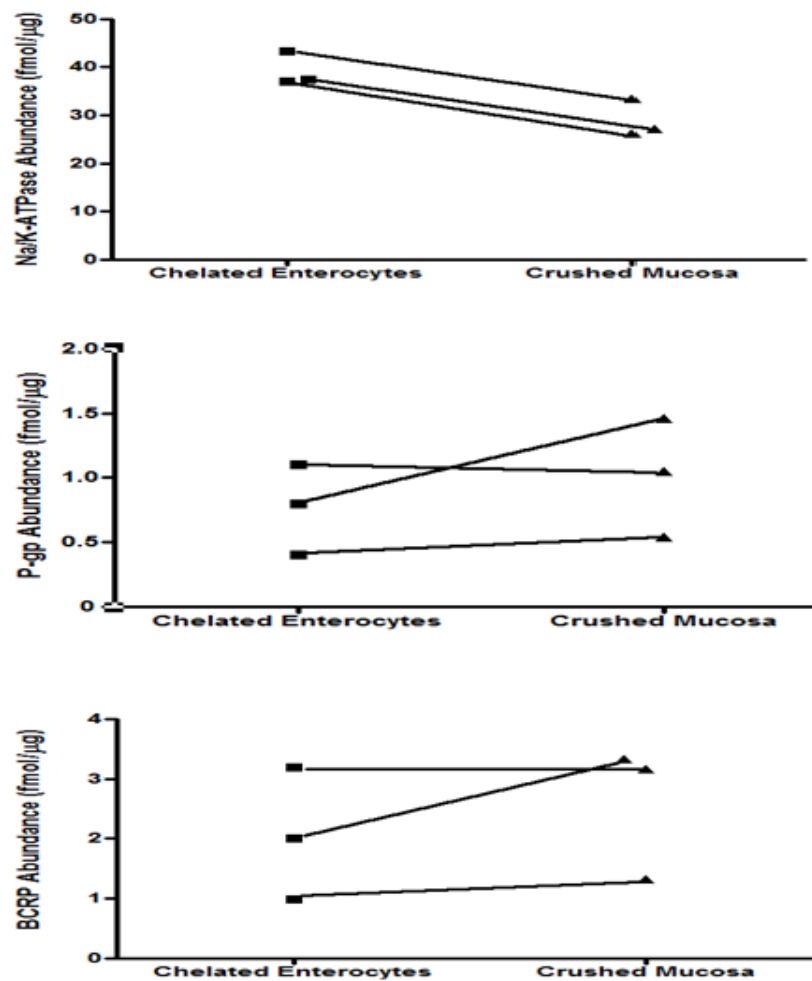 Na/K-ATPase Abundance (fmol/µg)
50
40
30
20
10
0
Chelated Enterocytes Crushed Mucosa
P-gp Abundance (fmol/µg)
2.0
1.5
1.0
0.5
0
Chelated Enterocytes Crushed Mucosa
BCRP Abundance (fmol/µg)
4
3
2
1
0
Chelated Enterocytes Crushed Mucosa